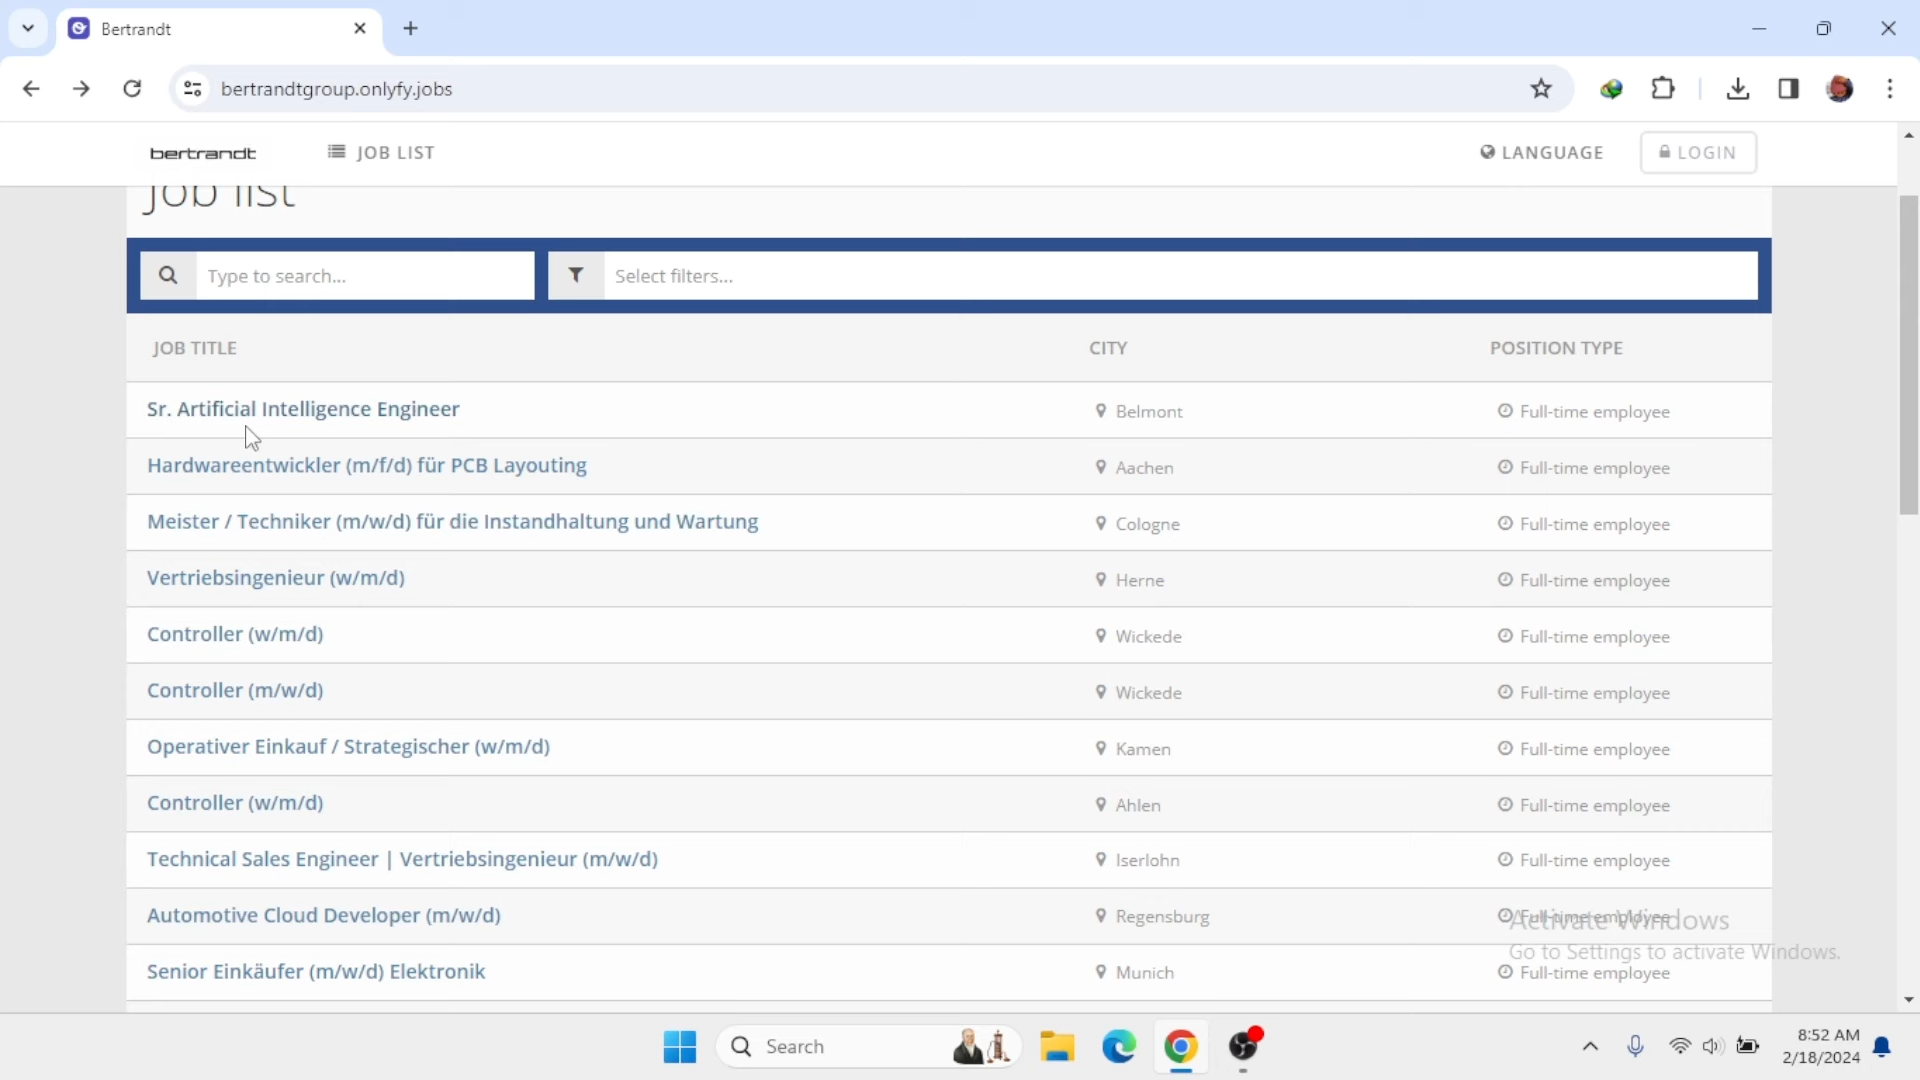 Bertrandt
bertrandtgroup.onlyfy.jobs
bertrandt JOB LIST LANGUAGE LOGIN
Job list
Type to search... Select filters...
JOB TITLE CITY POSITION TYPE
Sr. Artificial Intelligence Engineer Belmont Full-time employee
Hardwareentwickler (m/f/d) für PCB Layouting Aachen Full-time employee
Meister / Techniker (m/w/d) für die Instandhaltung und Wartung Cologne Full-time employee
Vertriebsingenieur (w/m/d) Herne Full-time employee
Controller (w/m/d) Wickede Full-time employee
Controller (m/w/d) Wickede Full-time employee
Operativer Einkauf / Strategischer (w/m/d) Kamen Full-time employee
Controller (w/m/d) Ahlen Full-time employee
Technical Sales Engineer | Vertriebsingenieur (m/w/d) Iserlohn Full-time employee
Automotive Cloud Developer (m/w/d) Regensburg Full-time employee
Activate Windows
Go to Settings to activate Windows.
Senior Einkäufer (m/w/d) Elektronik Munich Full-time employee
Search 8:52 AM
2/18/2024